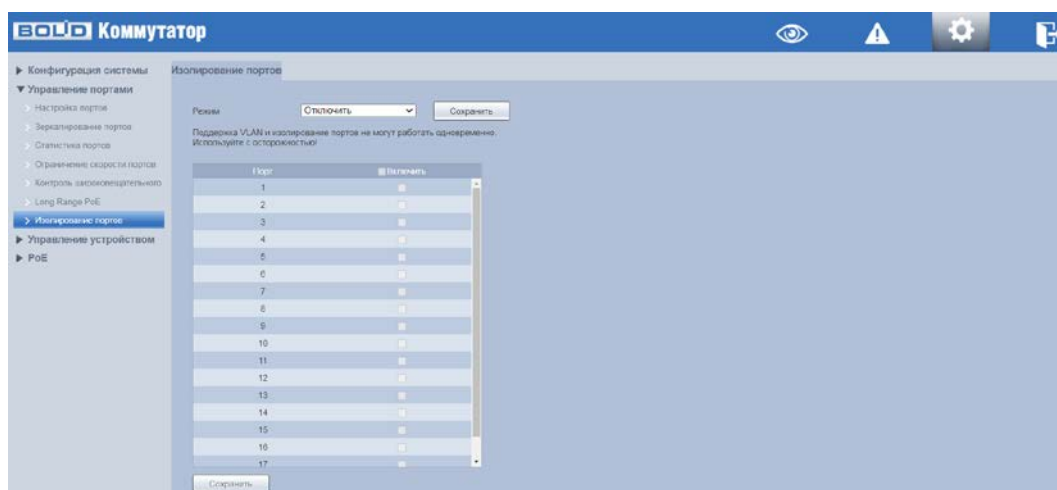 BOLID Коммутатор
Конфигурация системы
Управление портами
Настройка портов
Зеркалирование портов
Статистика портов
Ограничение скорости портов
Контроль широковещательного
Long Range PoE
Изолирование портов
Управление устройством
PoE
Изолирование портов
Режим Отключить Сохранить
Поддержка VLAN и изолирование портов не могут работать одновременно.
Используйте с осторожностью!
Порт Включить
1
2
3
4
5
6
7
8
9
10
11
12
13
14
15
16
17
Сохранить